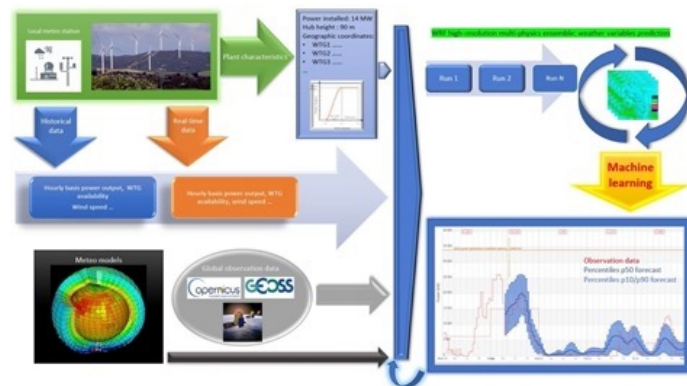 Local meteo station
Plant characteristics
Power installed: 14 MW
Hub height : 90 m
Geographic coordinates:
• WTG1 ......
• WTG2 ......
• WTG3 ......
...
WRF high-resolution multi-physics ensemble: weather variables prediction
Run 1
Run 2
Run N
Historical
data
Real-time
data
Machine
learning
Hourly basis power output, WTG
availability
Wind speed ...
Hourly basis power output, WTG
availability, wind speed ...
Meteo models
Global observation data
Copernicus
GEOSS
Observation data
Percentiles p50 forecast
Percentiles p10/p90 forecast